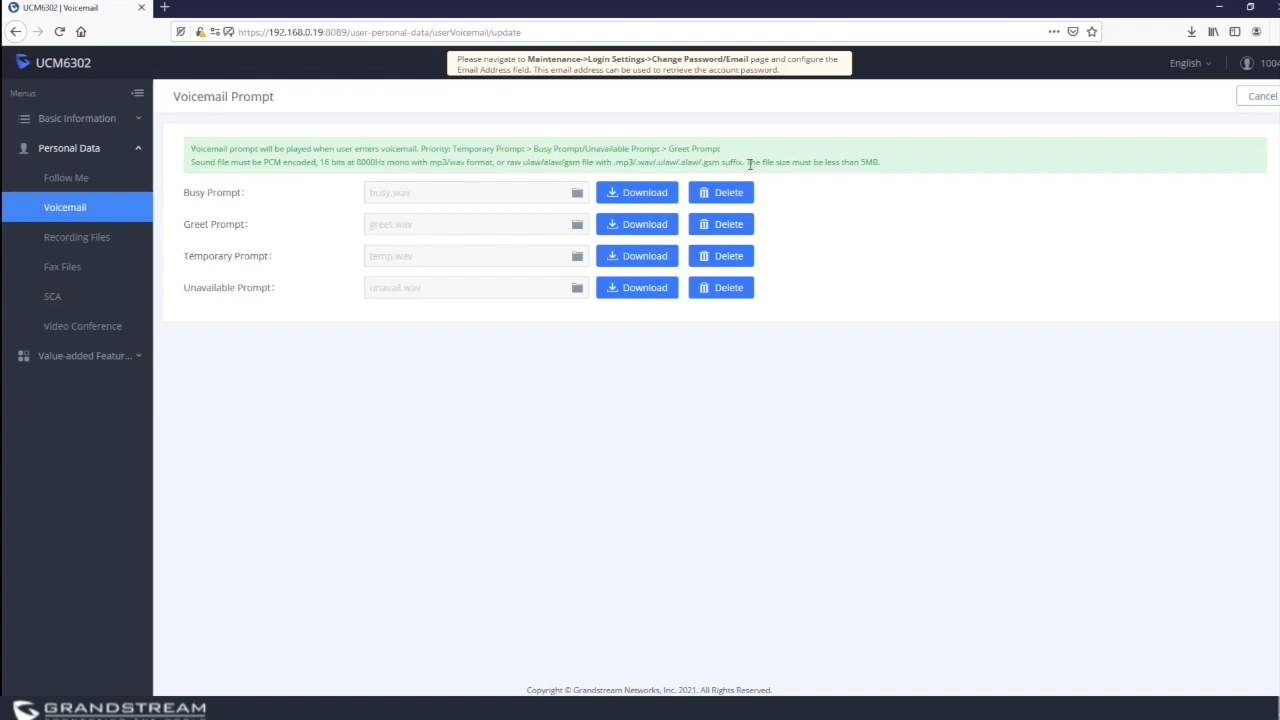 UCM6302 | Voicemail
https://192.168.0.19:8089/user-personal-data/userVoicemail/update
UCM6302
Please navigate to Maintenance->Login Settings->Change Password/Email page and configure the
Email Address field. This email address can be used to retrieve the account password.
English
1004
Menus
Basic Information
Personal Data
Follow Me
Voicemail
Recording Files
Fax Files
SCA
Video Conference
Value-added Featur...
Voicemail Prompt
Cancel
Voicemail prompt will be played when user enters voicemail. Priority: Temporary Prompt > Busy Prompt/Unavailable Prompt > Greet Prompt
Sound file must be PCM encoded, 16 bits at 8000Hz mono with mp3/wav format, or raw ulaw/alaw/gsm file with .mp3/.wav/.ulaw/.alaw/.gsm suffix. The file size must be less than 5MB.
Busy Prompt: busy.wav Download Delete
Greet Prompt: greet.wav Download Delete
Temporary Prompt: temp.wav Download Delete
Unavailable Prompt: unavail.wav Download Delete
Copyright © Grandstream Networks, Inc. 2021. All Rights Reserved.
GRANDSTREAM